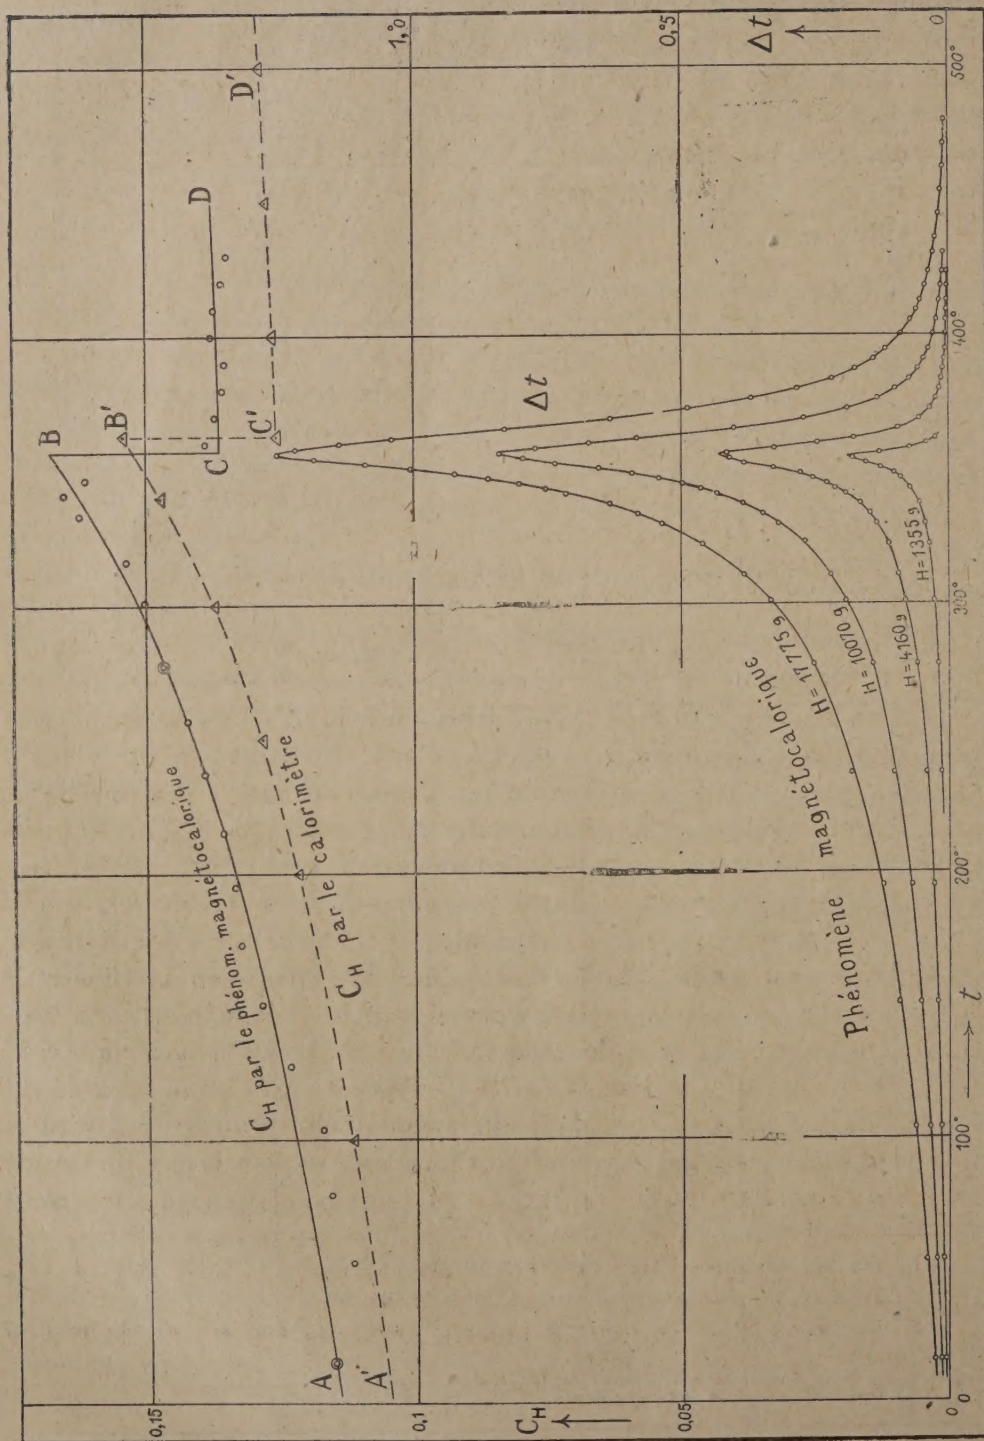 0,15
0,1
0,05
0
C_H
1,°0
0,°5
0
Δt
A
B
C
D
A'
B'
C'
D'
C_H par le phénom. magnétocalorique
C_H par le calorimètre
Δt
Phénomène
magnétocalorique
H=17775 g
H=10070 g
H=4160 g
H=1355 g
0
100°
200°
300°
400°
500°
t